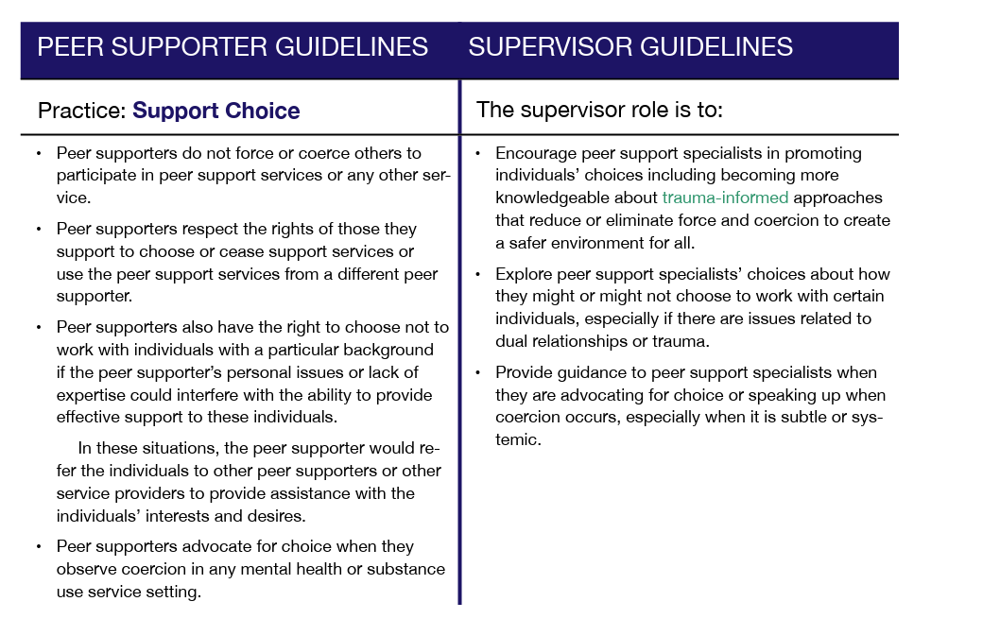 PEER SUPPORTER GUIDELINES
SUPERVISOR GUIDELINES
Practice: Support Choice
• Peer supporters do not force or coerce others to
participate in peer support services or any other ser-
vice.
• Peer supporters respect the rights of those they
support to choose or cease support services or
use the peer support services from a different peer
supporter.
• Peer supporters also have the right to choose not to
work with individuals with a particular background
if the peer supporter’s personal issues or lack of
expertise could interfere with the ability to provide
effective support to these individuals.
In these situations, the peer supporter would re-
fer the individuals to other peer supporters or other
service providers to provide assistance with the
individuals’ interests and desires.
• Peer supporters advocate for choice when they
observe coercion in any mental health or substance
use service setting.
The supervisor role is to:
• Encourage peer support specialists in promoting
individuals’ choices including becoming more
knowledgeable about trauma-informed approaches
that reduce or eliminate force and coercion to create
a safer environment for all.
• Explore peer support specialists’ choices about how
they might or might not choose to work with certain
individuals, especially if there are issues related to
dual relationships or trauma.
• Provide guidance to peer support specialists when
they are advocating for choice or speaking up when
coercion occurs, especially when it is subtle or sys-
temic.